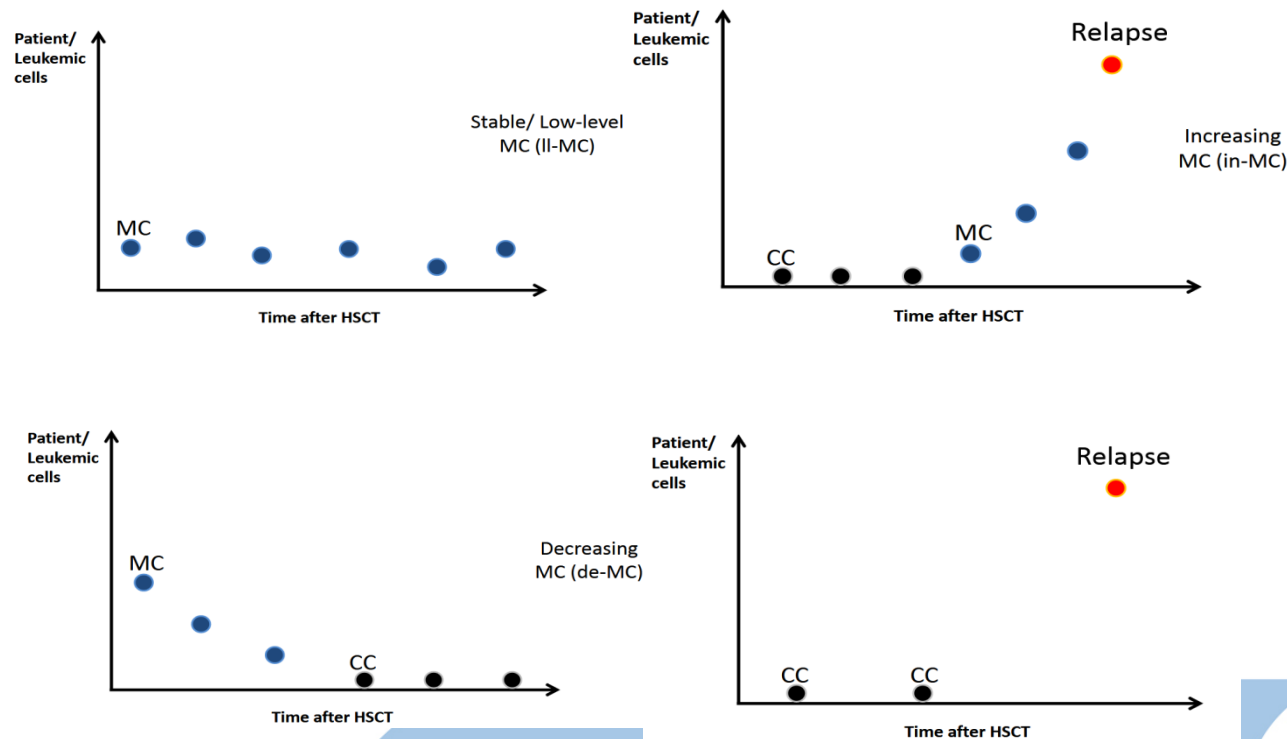 Patient/
Leukemic
cells
MC
Stable/ Low-level
MC (ll-MC)
Time after HSCT
Patient/
Leukemic
cells
Relapse
Increasing
MC (in-MC)
CC
MC
Time after HSCT
Patient/
Leukemic
cells
MC
Decreasing
MC (de-MC)
CC
Time after HSCT
Patient/
Leukemic
cells
Relapse
CC
CC
Time after HSCT